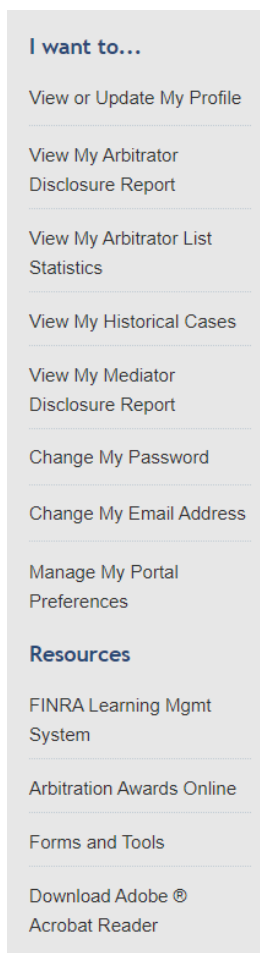 I want to...
View or Update My Profile
View My Arbitrator
Disclosure Report
View My Arbitrator List
Statistics
View My Historical Cases
View My Mediator
Disclosure Report
Change My Password
Change My Email Address
Manage My Portal
Preferences
Resources
FINRA Learning Mgmt
System
Arbitration Awards Online
Forms and Tools
Download Adobe ®
Acrobat Reader